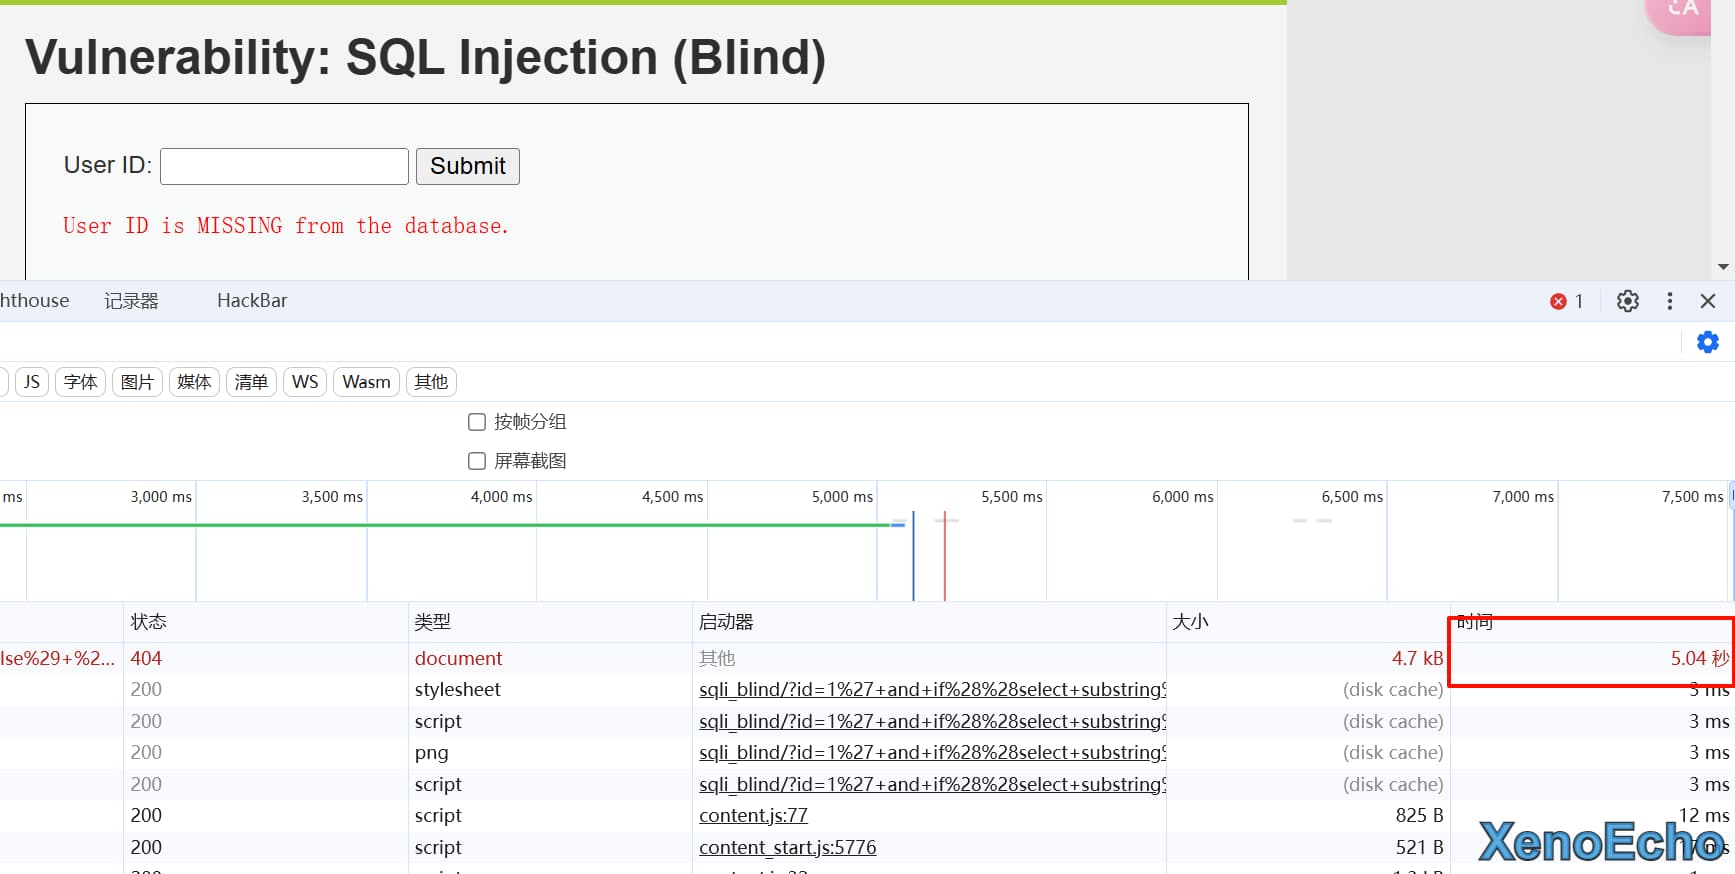 Vulnerability: SQL Injection (Blind)
User ID: Submit
User ID is MISSING from the database.
hthouse 记录器 HackBar 1
JS 字体 图片 媒体 清单 WS Wasm 其他
按帧分组
屏幕截图
ms 3,000 ms 3,500 ms 4,000 ms 4,500 ms 5,000 ms 5,500 ms 6,000 ms 6,500 ms 7,000 ms 7,500 ms
状态 类型 启动器 大小 时间
lse%29+%2... 404 document 其他 4.7 kB 5.04 秒
200 stylesheet sqli_blind/?id=1%27+and+if%28%28select+substring% (disk cache) 3 ms
200 script sqli_blind/?id=1%27+and+if%28%28select+substring% (disk cache) 3 ms
200 png sqli_blind/?id=1%27+and+if%28%28select+substring% (disk cache) 3 ms
200 script sqli_blind/?id=1%27+and+if%28%28select+substring% (disk cache) 3 ms
200 script content.js:77 825 B 12 ms
200 script content_start.js:5776 521 B ms
XenoEcho